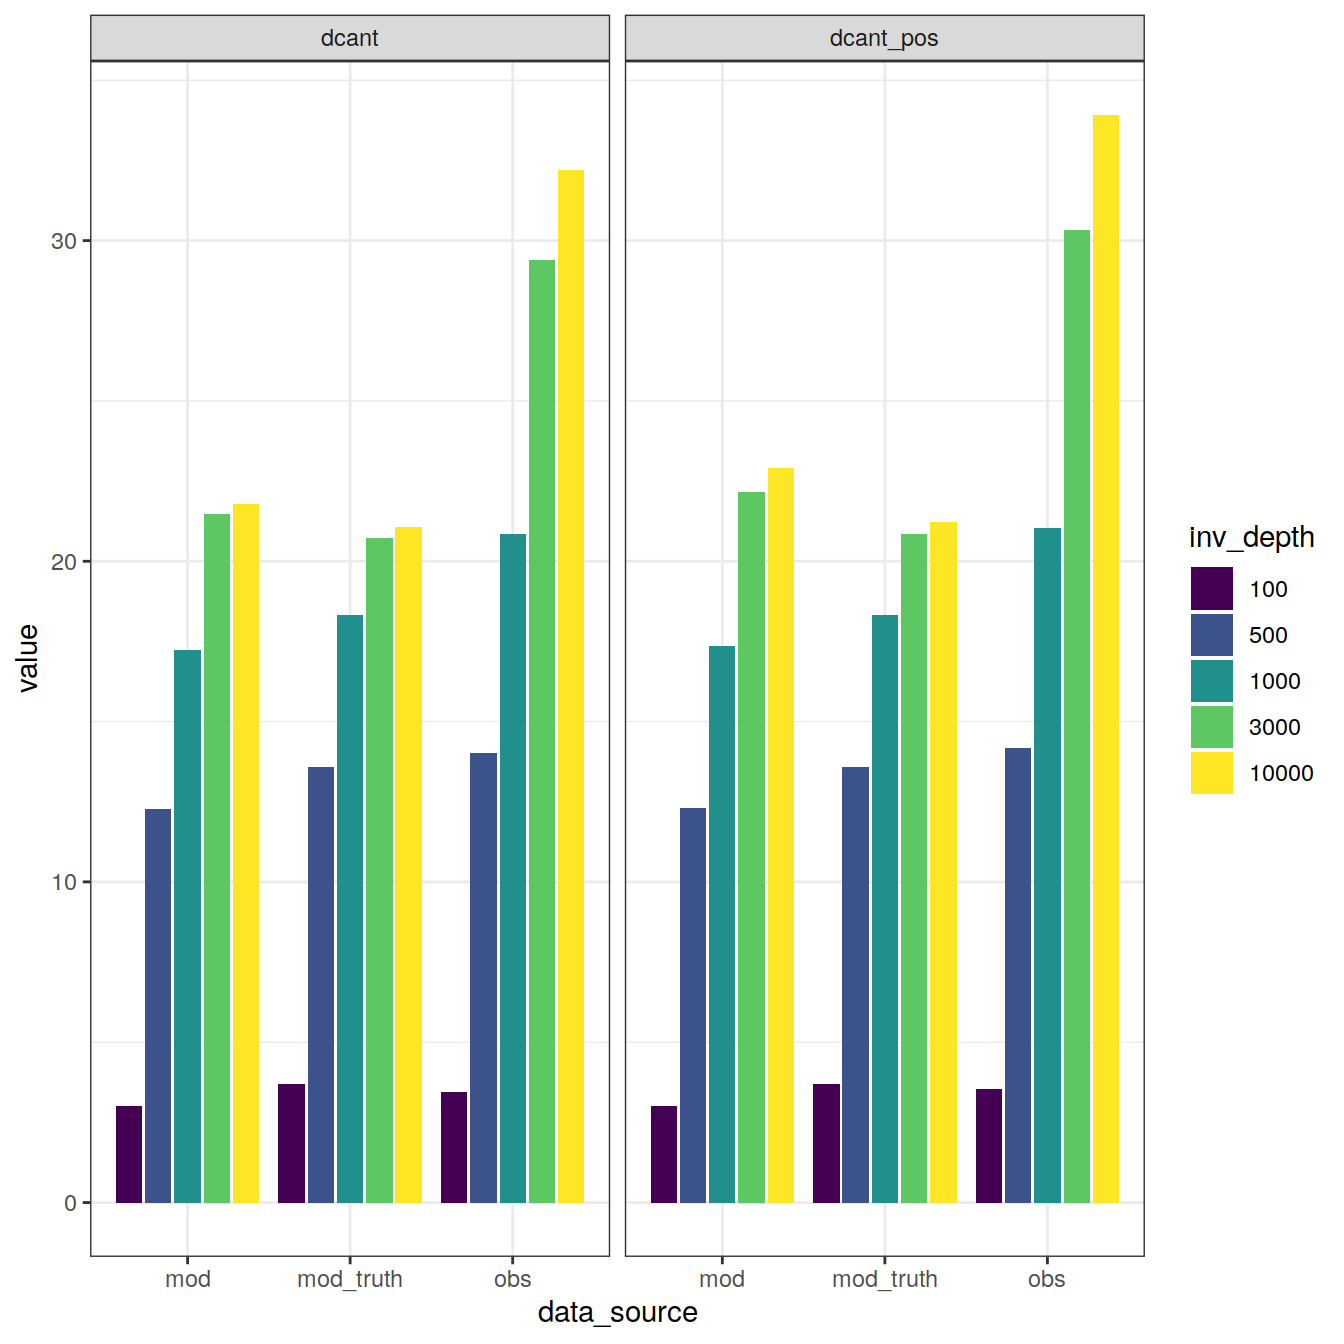 dcant
dcant_pos
value
30
20
10
0
mod
mod_truth
obs
mod
mod_truth
obs
data_source
inv_depth
100
500
1000
3000
10000